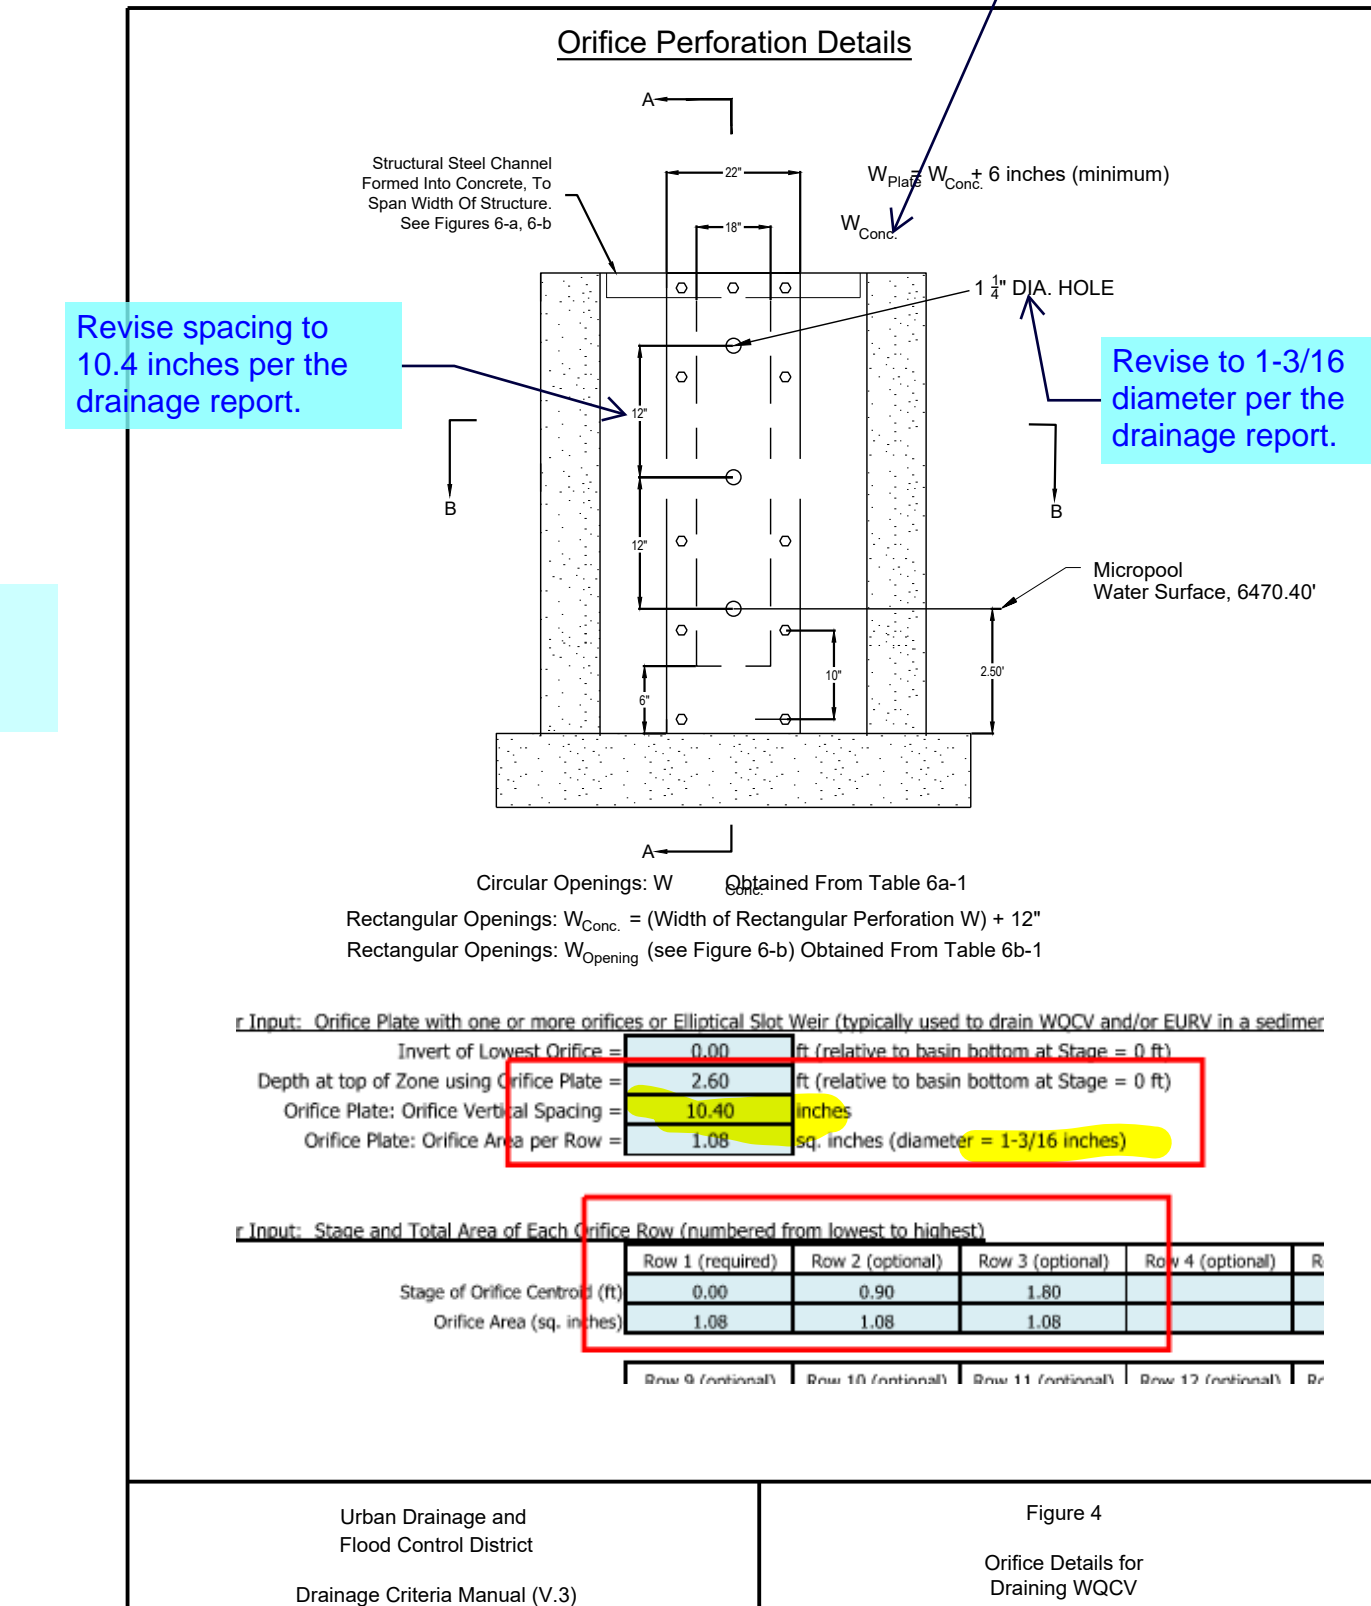 Orifice Perforation Details
A
Structural Steel Channel
Formed Into Concrete, To
Span Width Of Structure.
See Figures 6-a, 6-b
22"
W Plate = W Conc. + 6 inches (minimum)
18"
W Conc.
1 1/4" DIA. HOLE
Revise spacing to
10.4 inches per the
drainage report.
Revise to 1-3/16
diameter per the
drainage report.
12"
B
B
12"
Micropool
Water Surface, 6470.40'
10"
2.50'
6"
A
Circular Openings: W Conc. Obtained From Table 6a-1
Rectangular Openings: W Conc. = (Width of Rectangular Perforation W) + 12"
Rectangular Openings: W Opening (see Figure 6-b) Obtained From Table 6b-1
r Input: Orifice Plate with one or more orifices or Elliptical Slot Weir (typically used to drain WQCV and/or EURV in a sedimen
Invert of Lowest Orifice = 0.00 ft (relative to basin bottom at Stage = 0 ft)
Depth at top of Zone using Orifice Plate = 2.60 ft (relative to basin bottom at Stage = 0 ft)
Orifice Plate: Orifice Vertical Spacing = 10.40 inches
Orifice Plate: Orifice Area per Row = 1.08 sq. inches (diameter = 1-3/16 inches)
r Input: Stage and Total Area of Each Orifice Row (numbered from lowest to highest)
Row 1 (required) Row 2 (optional) Row 3 (optional) Row 4 (optional) R
Stage of Orifice Centroid (ft) 0.00 0.90 1.80
Orifice Area (sq. inches) 1.08 1.08 1.08
Row 9 (optional) Row 10 (optional) Row 11 (optional) Row 12 (optional) Ro
Urban Drainage and
Flood Control District
Drainage Criteria Manual (V.3)
Figure 4
Orifice Details for
Draining WQCV